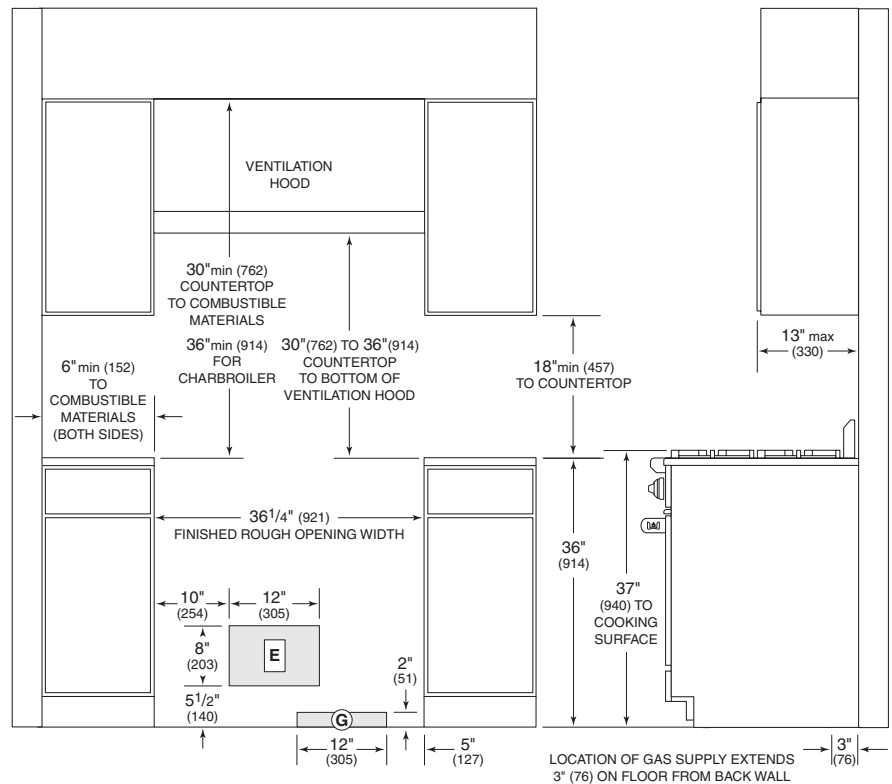 VENTILATION
HOOD
30"min (762)
COUNTERTOP
TO COMBUSTIBLE
MATERIALS
36"min (914)
FOR
CHARBROILER
30"(762) TO 36"(914)
COUNTERTOP
TO BOTTOM OF
VENTILATION HOOD
6"min (152)
TO
COMBUSTIBLE
MATERIALS
(BOTH SIDES)
18"min (457)
TO COUNTERTOP
13" max
(330)
36 1/4" (921)
FINISHED ROUGH OPENING WIDTH
36"
(914)
37"
(940) TO
COOKING
SURFACE
10"
(254)
12"
(305)
8"
(203)
E
5 1/2"
(140)
2"
(51)
G
12"
(305)
5"
(127)
3"
(76)
LOCATION OF GAS SUPPLY EXTENDS
3" (76) ON FLOOR FROM BACK WALL